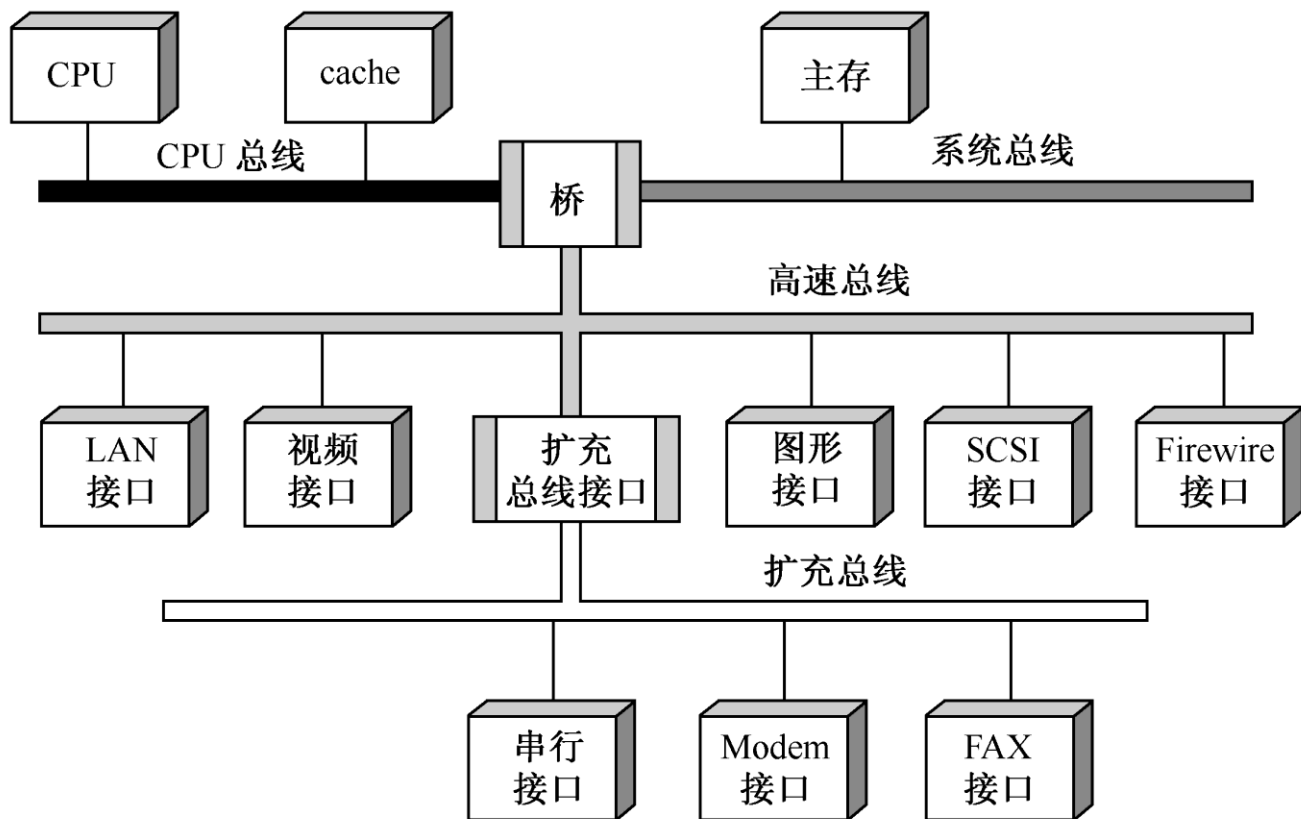 CPU
cache
主存
CPU 总线
系统总线
桥
高速总线
LAN
接口
视频
接口
扩充
总线接口
图形
接口
SCSI
接口
Firewire
接口
扩充总线
串行
接口
Modem
接口
FAX
接口